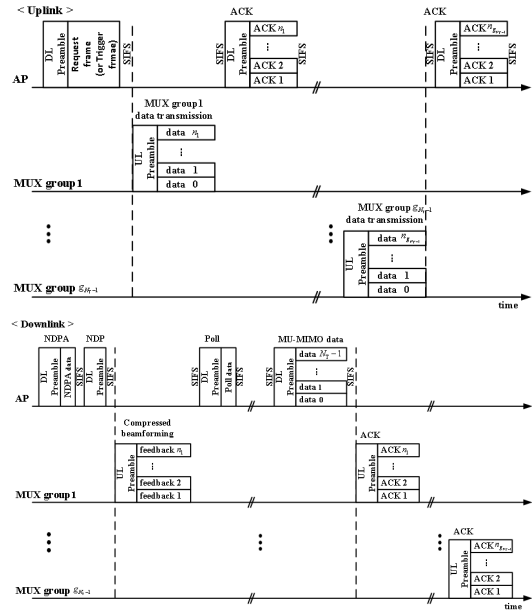 < Uplink >
ACK
ACK
DL
Preamble
Request
frame
(or Trigger
frmae)
SIFS
DL
Preamble
ACK n₁
⋮
ACK 2
ACK 1
SIFS
SIFS
DL
Preamble
⋮
ACK 2
ACK 1
AP
MUX group1
data transmission
UL
Preamble
data n₁
⋮
data 1
data 0
MUX group1
MUX group
data transmission
UL
Preamble
data
⋮
data 1
data 0
MUX group
time
< Downlink >
NDPA
NDP
Poll
MU-MIMO data
DL
Preamble
NDPA data
SIFS
DL
Preamble
SIFS
SIFS
DL
Preamble
Poll data
SIFS
DL
Preamble
data N_T − 1
⋮
data 1
data 0
SIFS
AP
Compressed
beamforming
UL
Preamble
feedback n₁
⋮
feedback 2
feedback 1
ACK
UL
Preamble
ACK n₁
⋮
ACK 2
ACK 1
MUX group1
ACK
UL
Preamble
ACK
⋮
ACK 2
ACK 1
MUX group
time